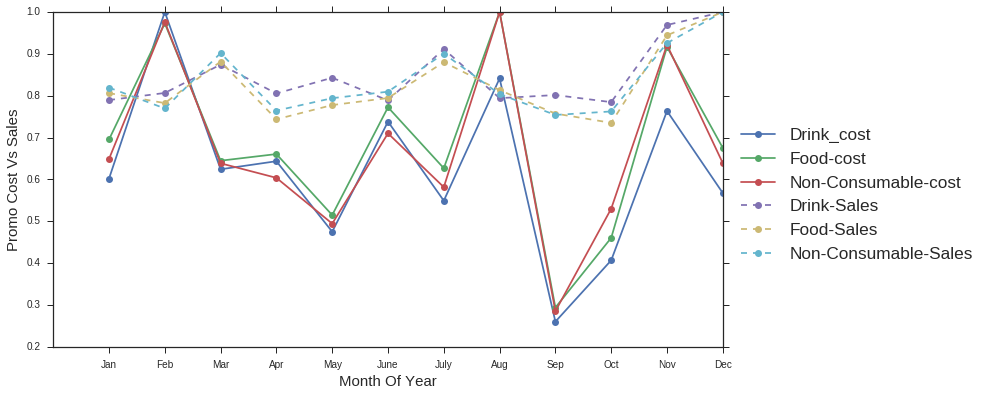 Promo Cost Vs Sales
1.0
0.9
0.8
0.7
0.6
0.5
0.4
0.3
0.2
Jan Feb Mar Apr May June July Aug Sep Oct Nov Dec
Month Of Year
Drink_cost
Food-cost
Non-Consumable-cost
Drink-Sales
Food-Sales
Non-Consumable-Sales